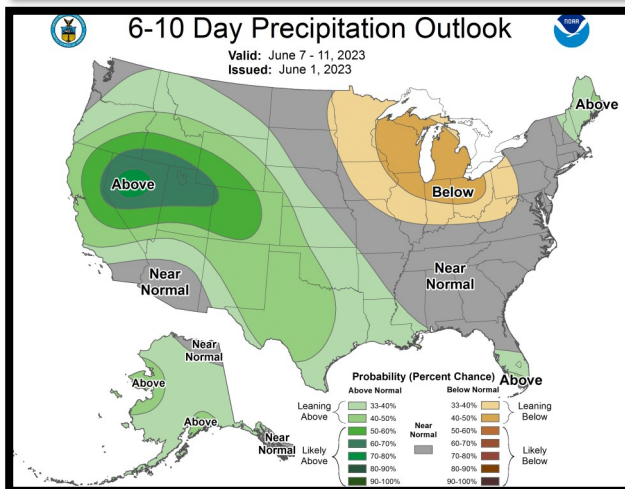 6-10 Day Precipitation Outlook
NOAA
Valid: June 7 - 11, 2023
Issued: June 1, 2023
Above
Above
Below
Near
Normal
Near
Normal
Above
Near
Normal
Above
Above
Near
Normal
Probability (Percent Chance)
Above Normal
Below Normal
Leaning
Above
33-40%
40-50%
Likely
Above
50-60%
60-70%
70-80%
80-90%
90-100%
Near
Normal
33-40%
40-50%
Leaning
Below
50-60%
60-70%
70-80%
80-90%
90-100%
Likely
Below